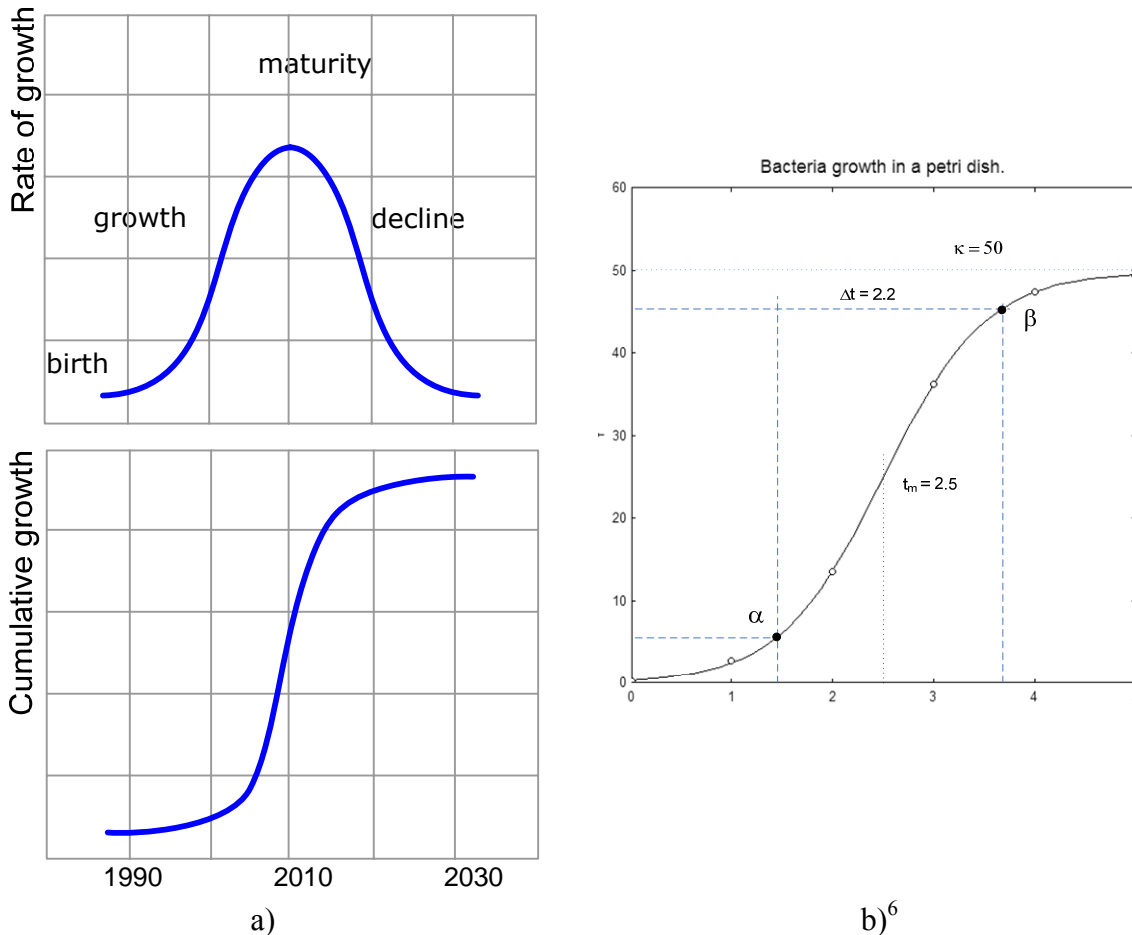 Rate of growth
maturity
growth
decline
birth
Cumulative growth
1990 2010 2030
a)
Bacteria growth in a petri dish.
60
50
40
30
20
10
0
κ = 50
Δt = 2.2
β
tm = 2.5
α
0 1 2 3 4
b)6